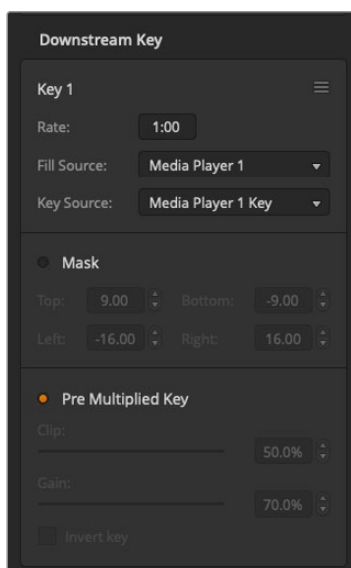 Downstream Key
Key 1
Rate: 1:00
Fill Source: Media Player 1
Key Source: Media Player 1 Key
Mask
Top: 9.00 Bottom: -9.00
Left: -16.00 Right: 16.00
Pre Multiplied Key
Clip:
50.0%
Gain:
70.0%
Invert key